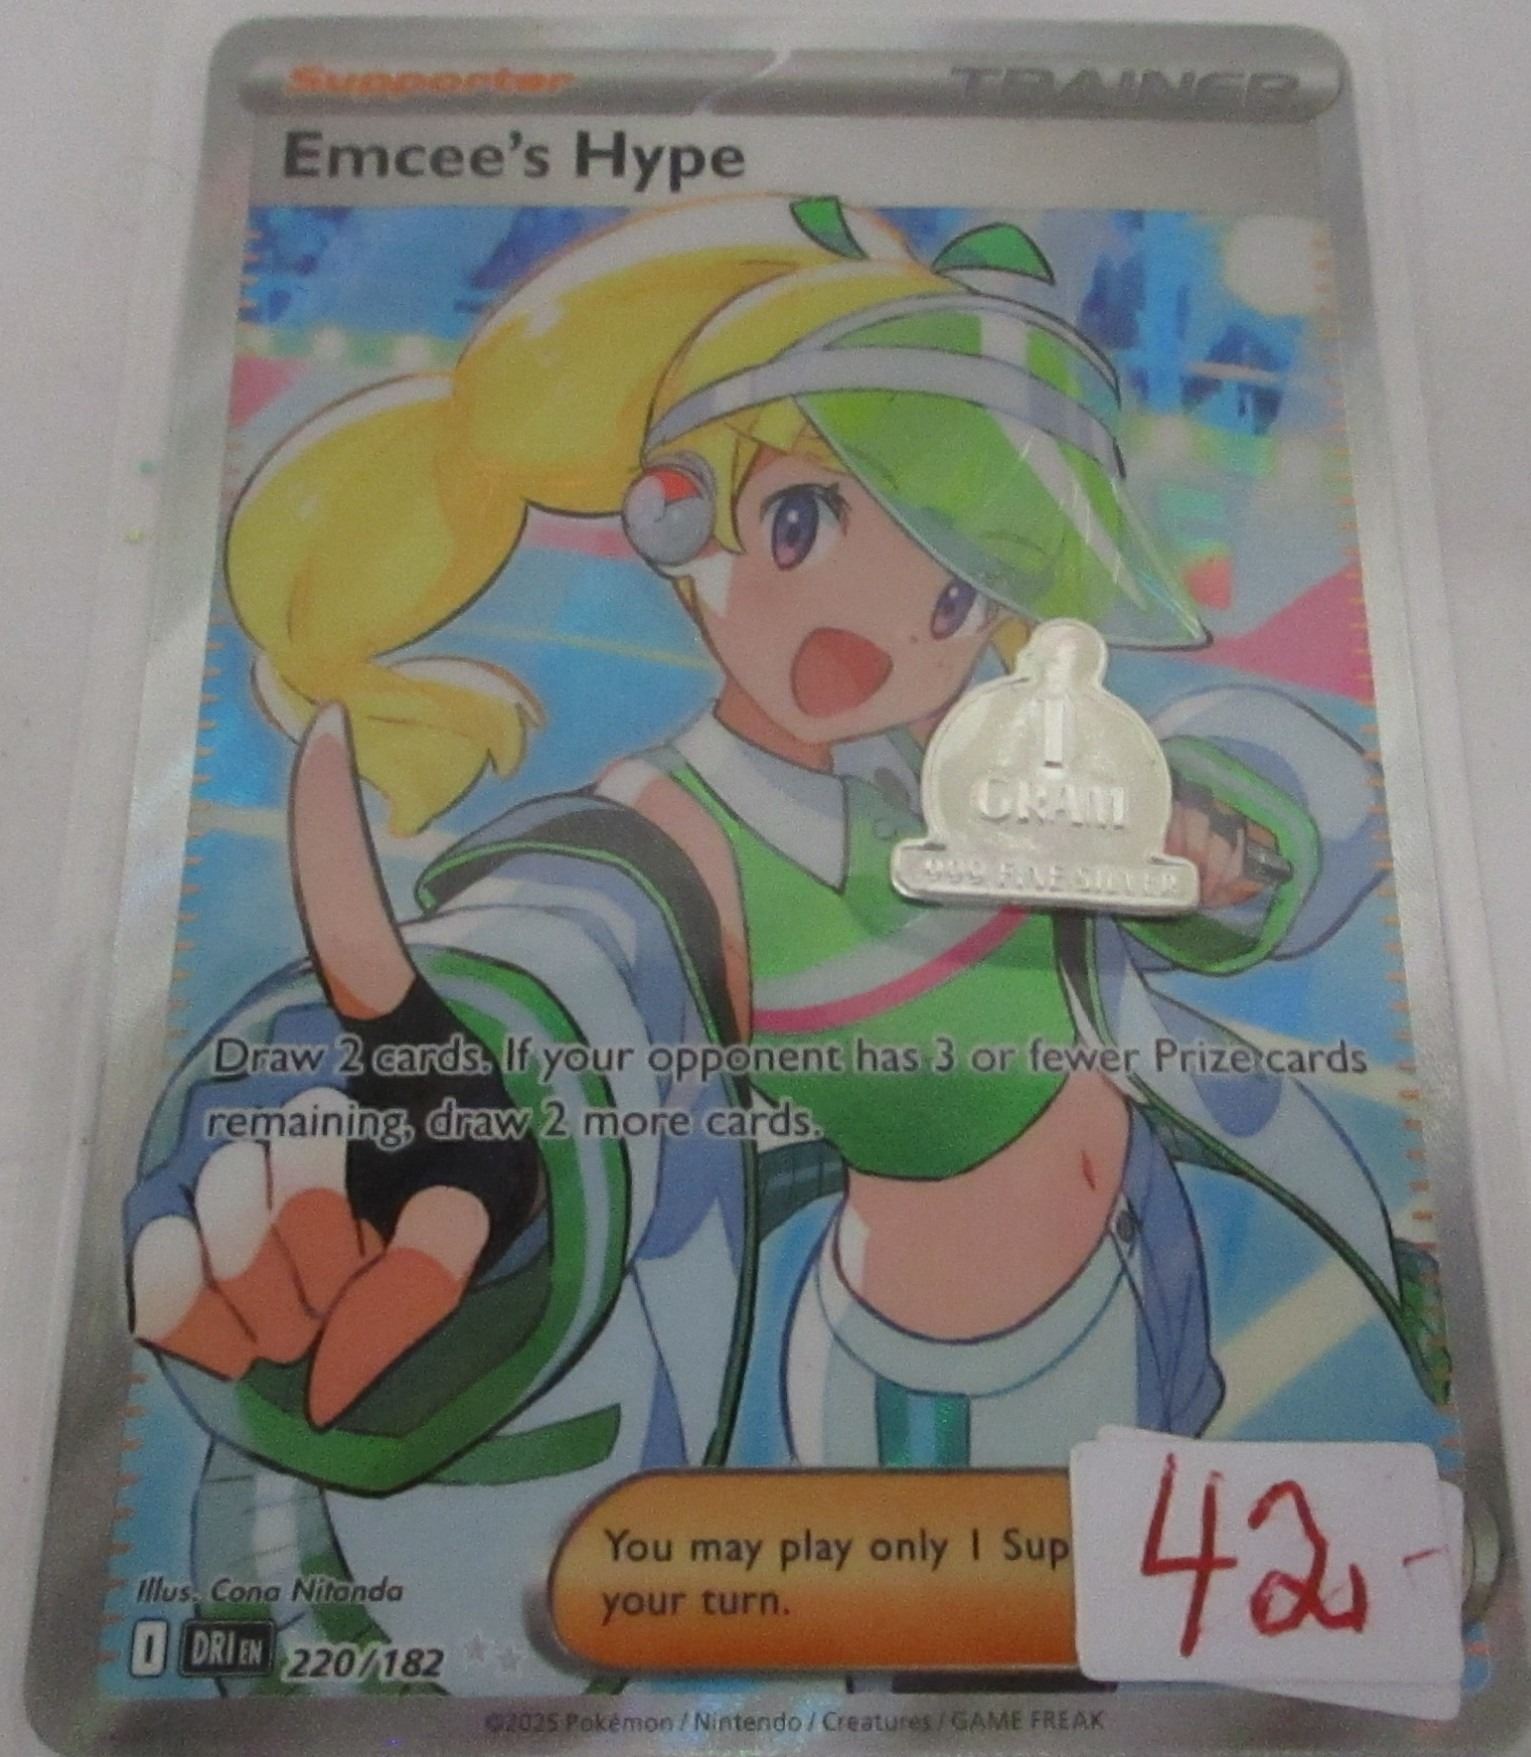 Supporter
TRAINER
Emcee's Hype
1
GRAM
.999 FINE SILVER
Draw 2 cards. If your opponent has 3 or fewer Prize cards
remaining, draw 2 more cards.
You may play only 1 Sup
your turn.
42.-
Illus. Cona Nitanda
I DRI EN 220/182
©2025 Pokémon / Nintendo / Creatures / GAME FREAK